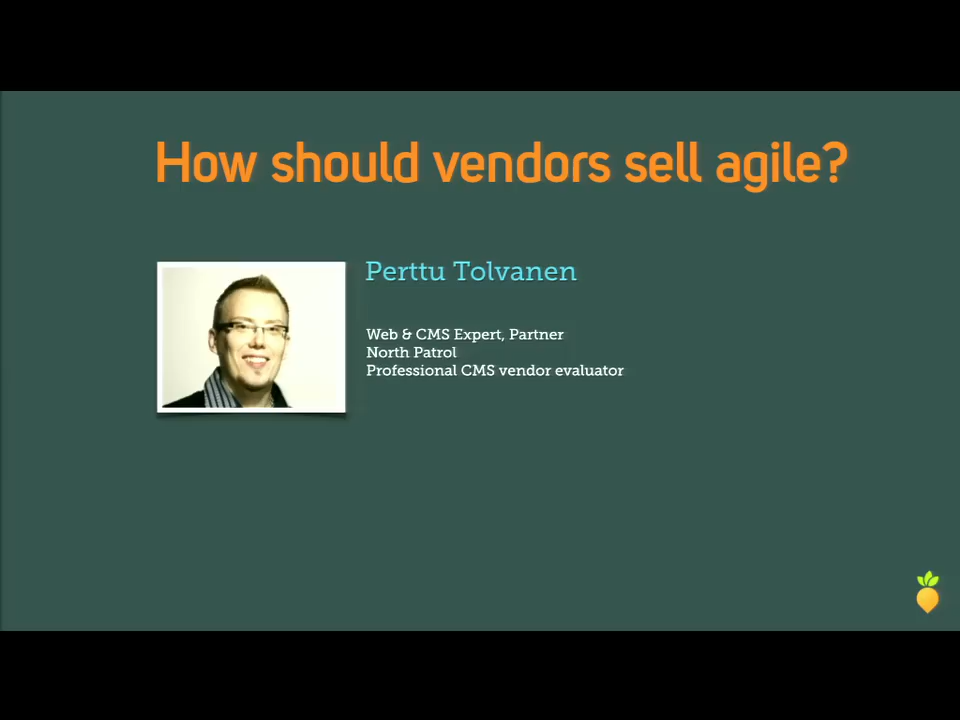 How should vendors sell agile?
Perttu Tolvanen
Web & CMS Expert, Partner
North Patrol
Professional CMS vendor evaluator